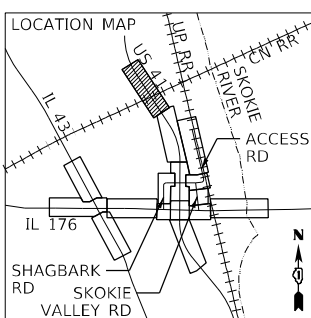 LOCATION MAP
US 41
UP RR
CN RR
SKOKIE
RIVER
IL 43
ACCESS
RD
IL 176
SHAGBARK
RD
SKOKIE
VALLEY RD
N